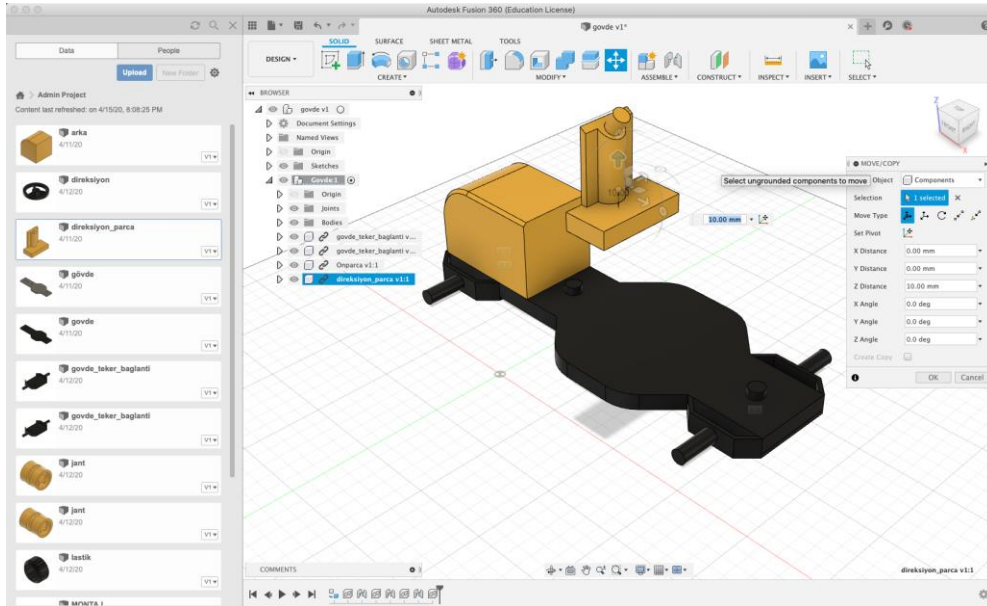 Autodesk Fusion 360 (Education License)
Data
People
Upload
New Folder
Admin Project
Content last refreshed: on 4/15/20, 8:08:25 PM
arka
4/11/20
V1
direksiyon
4/12/20
V1
direksiyon_parca
4/11/20
V1
gövde
4/11/20
V1
govde
4/11/20
V1
govde_teker_baglanti
4/12/20
V1
govde_teker_baglanti
4/12/20
V1
jant
4/12/20
V1
jant
4/12/20
V1
lastik
4/12/20
V1
MONTAJ
govde v1*
DESIGN
SOLID
SURFACE
SHEET METAL
TOOLS
CREATE
MODIFY
ASSEMBLE
CONSTRUCT
INSPECT
INSERT
SELECT
BROWSER
govde v1
Document Settings
Named Views
Origin
Sketches
Govde:1
Origin
Joints
Bodies
govde_teker_baglanti v...
govde_teker_baglanti v...
Onparca v1:1
direksiyon_parca v1:1
Select ungrounded components to move
10.00 mm
Z
X
TOP
FRONT
RIGHT
MOVE/COPY
Object
Components
Selection
1 selected
Move Type
Set Pivot
X Distance
0.00 mm
Y Distance
0.00 mm
Z Distance
10.00 mm
X Angle
0.0 deg
Y Angle
0.0 deg
Z Angle
0.0 deg
Create Copy
OK
Cancel
COMMENTS
direksiyon_parca v1:1